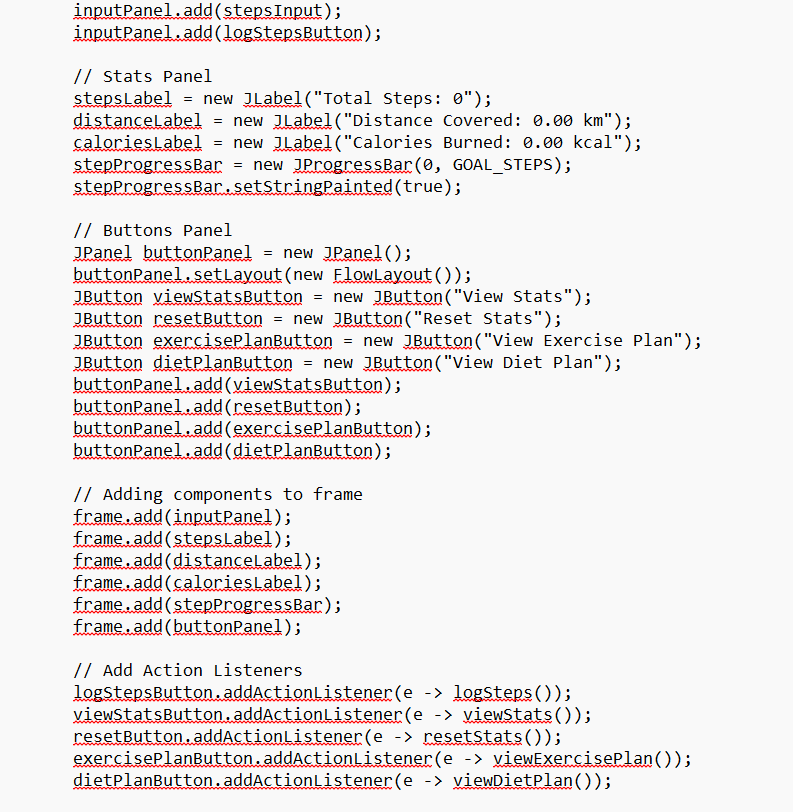 inputPanel.add(stepsInput);
inputPanel.add(logStepsButton);
// Stats Panel
stepsLabel = new JLabel("Total Steps: 0");
distanceLabel = new JLabel("Distance Covered: 0.00 km");
caloriesLabel = new JLabel("Calories Burned: 0.00 kcal");
stepProgressBar = new JProgressBar(0, GOAL_STEPS);
stepProgressBar.setStringPainted(true);
// Buttons Panel
JPanel buttonPanel = new JPanel();
buttonPanel.setLayout(new FlowLayout());
JButton viewStatsButton = new JButton("View Stats");
JButton resetButton = new JButton("Reset Stats");
JButton exercisePlanButton = new JButton("View Exercise Plan");
JButton dietPlanButton = new JButton("View Diet Plan");
buttonPanel.add(viewStatsButton);
buttonPanel.add(resetButton);
buttonPanel.add(exercisePlanButton);
buttonPanel.add(dietPlanButton);
// Adding components to frame
frame.add(inputPanel);
frame.add(stepsLabel);
frame.add(distanceLabel);
frame.add(caloriesLabel);
frame.add(stepProgressBar);
frame.add(buttonPanel);
// Add Action Listeners
logStepsButton.addActionListener(e -> logSteps());
viewStatsButton.addActionListener(e -> viewStats());
resetButton.addActionListener(e -> resetStats());
exercisePlanButton.addActionListener(e -> viewExercisePlan());
dietPlanButton.addActionListener(e -> viewDietPlan());